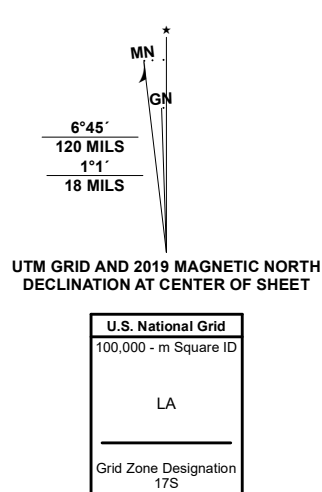 MN
GN
6°45´
120 MILS
1°1´
18 MILS
UTM GRID AND 2019 MAGNETIC NORTH
DECLINATION AT CENTER OF SHEET
U.S. National Grid
100,000 - m Square ID
LA
Grid Zone Designation
17S